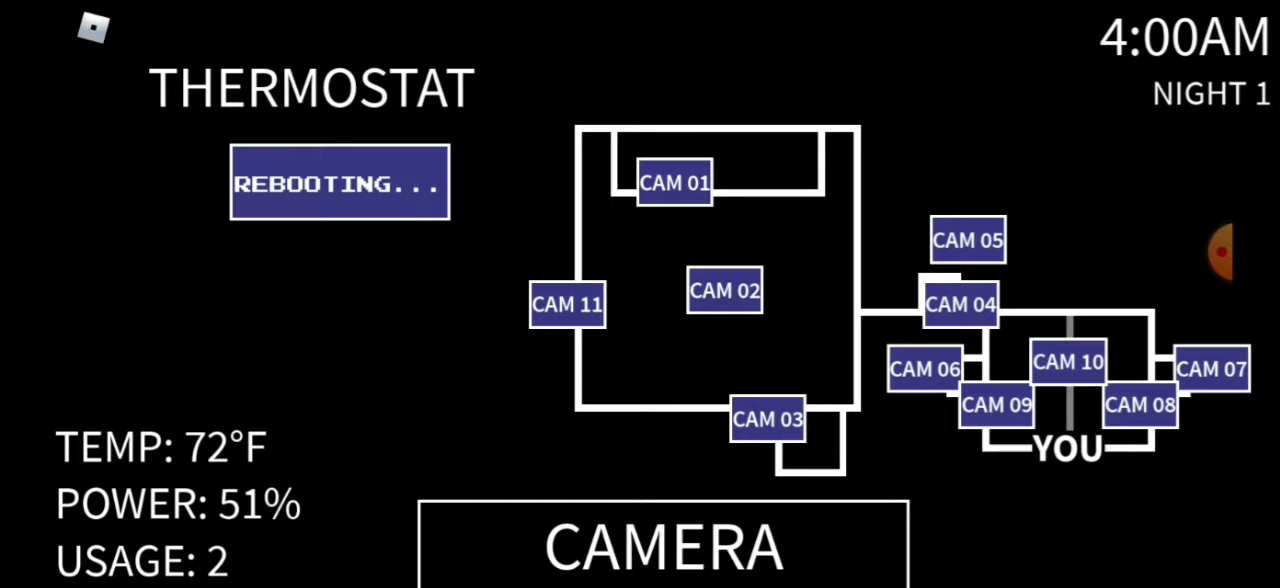 4:00AM
NIGHT 1
THERMOSTAT
REBOOTING...
CAM 01
CAM 02
CAM 11
CAM 03
CAM 05
CAM 04
CAM 06
CAM 10
CAM 07
CAM 09
CAM 08
YOU
TEMP: 72°F
POWER: 51%
USAGE: 2
CAMERA